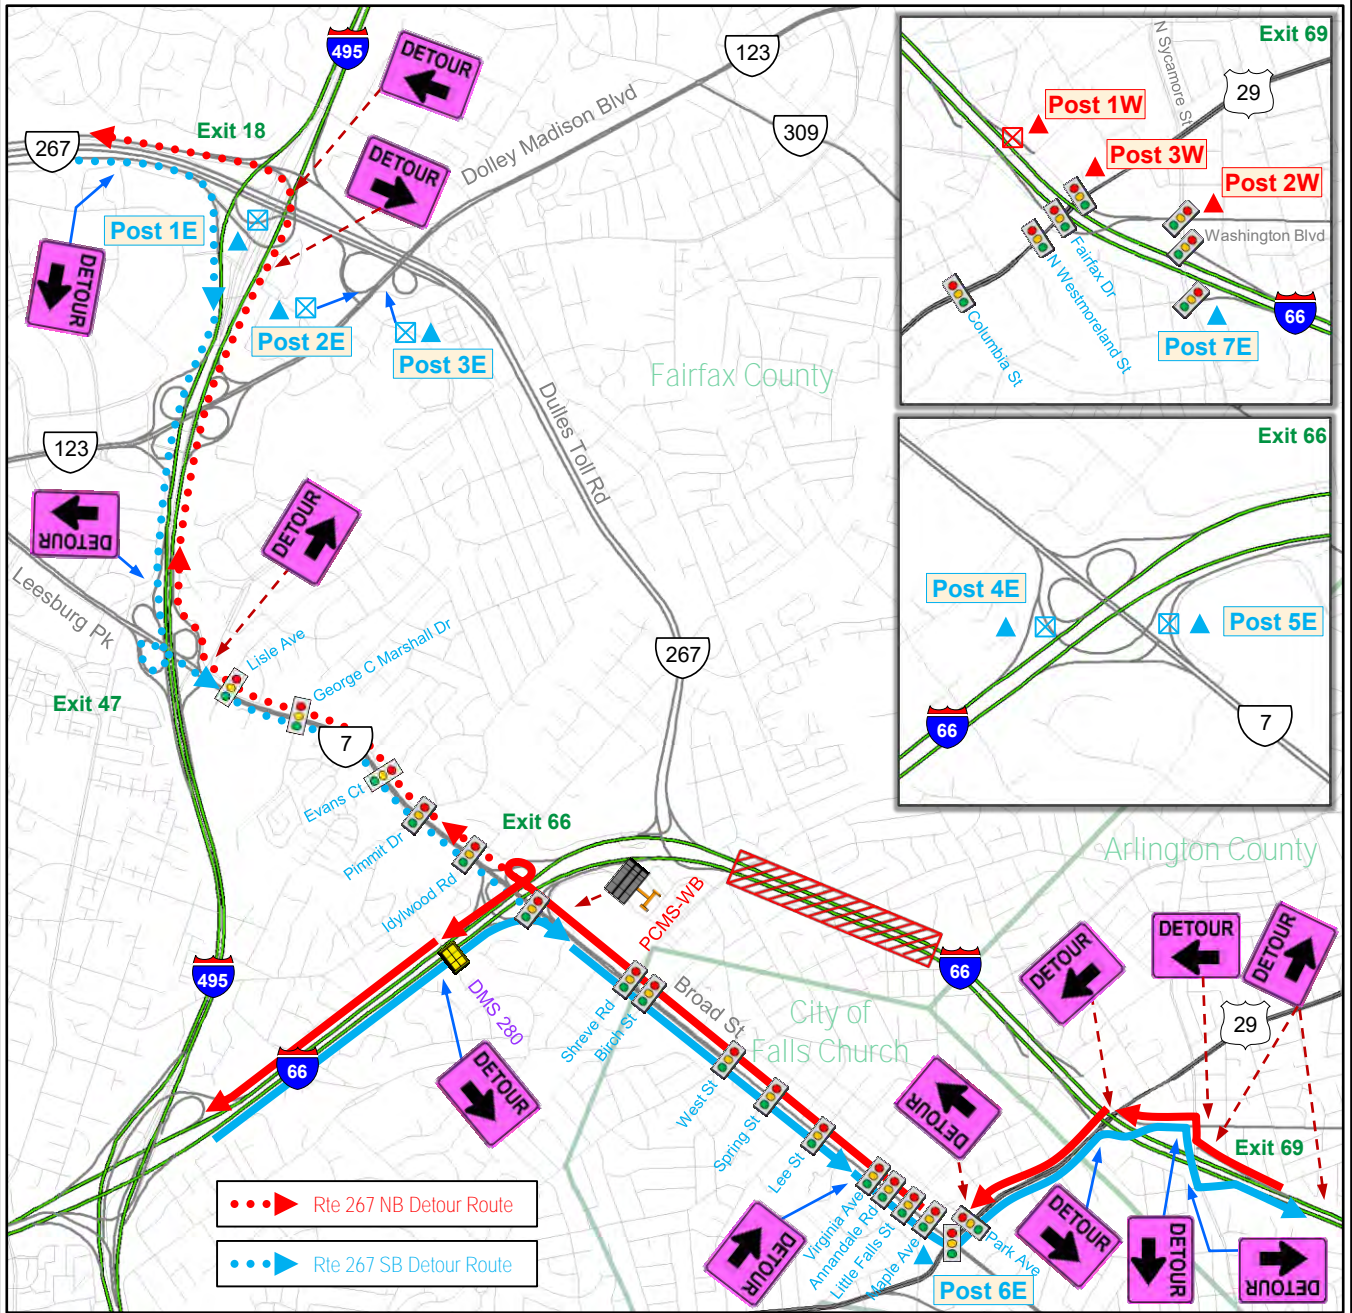 495
DETOUR
123
Exit 18
309
267
Dolley Madison Blvd
DETOUR
Post 1E
DETOUR
Post 2E
Post 3E
Fairfax County
Dulles Toll Rd
123
DETOUR
DETOUR
Leesburg Pk
Lisle Ave
George C Marshall Dr
267
Exit 47
7
Evans Ct
Pimmit Dr
Idylwood Rd
Exit 66
PCMS-WB
495
DMS 280
66
DETOUR
Shreve Rd
Birch St
Broad St
West St
Spring St
Lee St
Virginia Ave
Annandale Rd
Little Falls St
Maple Ave
Park Ave
City of
Falls Church
Arlington County
66
DETOUR
DETOUR
DETOUR
29
DETOUR
Exit 69
DETOUR
DETOUR
DETOUR
DETOUR
Post 6E
Rte 267 NB Detour Route
Rte 267 SB Detour Route
Exit 69
N Sycamore St
29
Post 1W
Post 3W
Post 2W
Washington Blvd
Fairfax Dr
N Westmoreland St
Columbia St
66
Post 7E
Exit 66
Post 4E
Post 5E
66
7